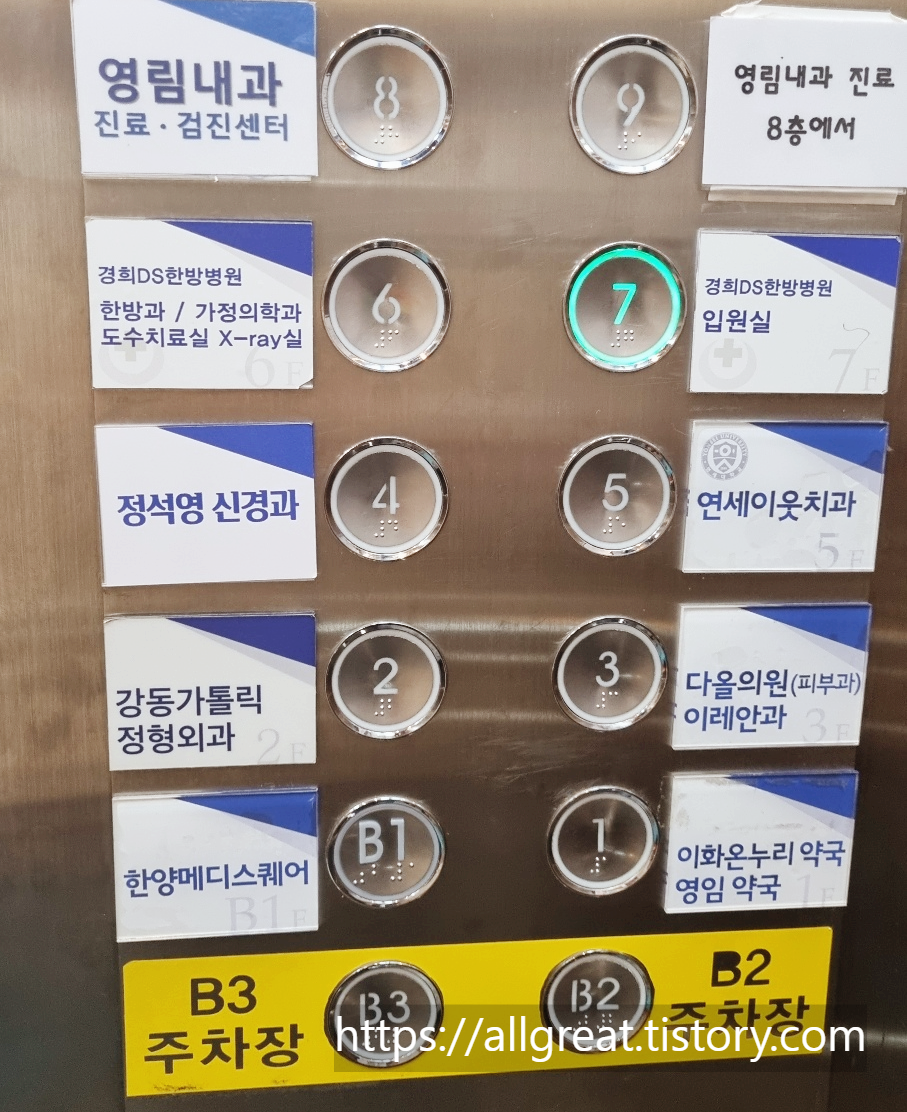 영림내과
진료·검진센터
8
9
영림내과 진료
8층에서
경희DS한방병원
한방과 / 가정의학과
도수치료실 X-ray실
6F
6
7
경희DS한방병원
입원실
7F
정석영 신경과
4
5
연세이웃치과
5F
강동가톨릭
정형외과
2F
2
3
다올의원(피부과)
이레안과
3F
한양메디스퀘어
B1F
B1
1
이화온누리 약국
영임 약국
1F
B3
주차장
B3
B2
B2
주차장
https://allgreat.tistory.com